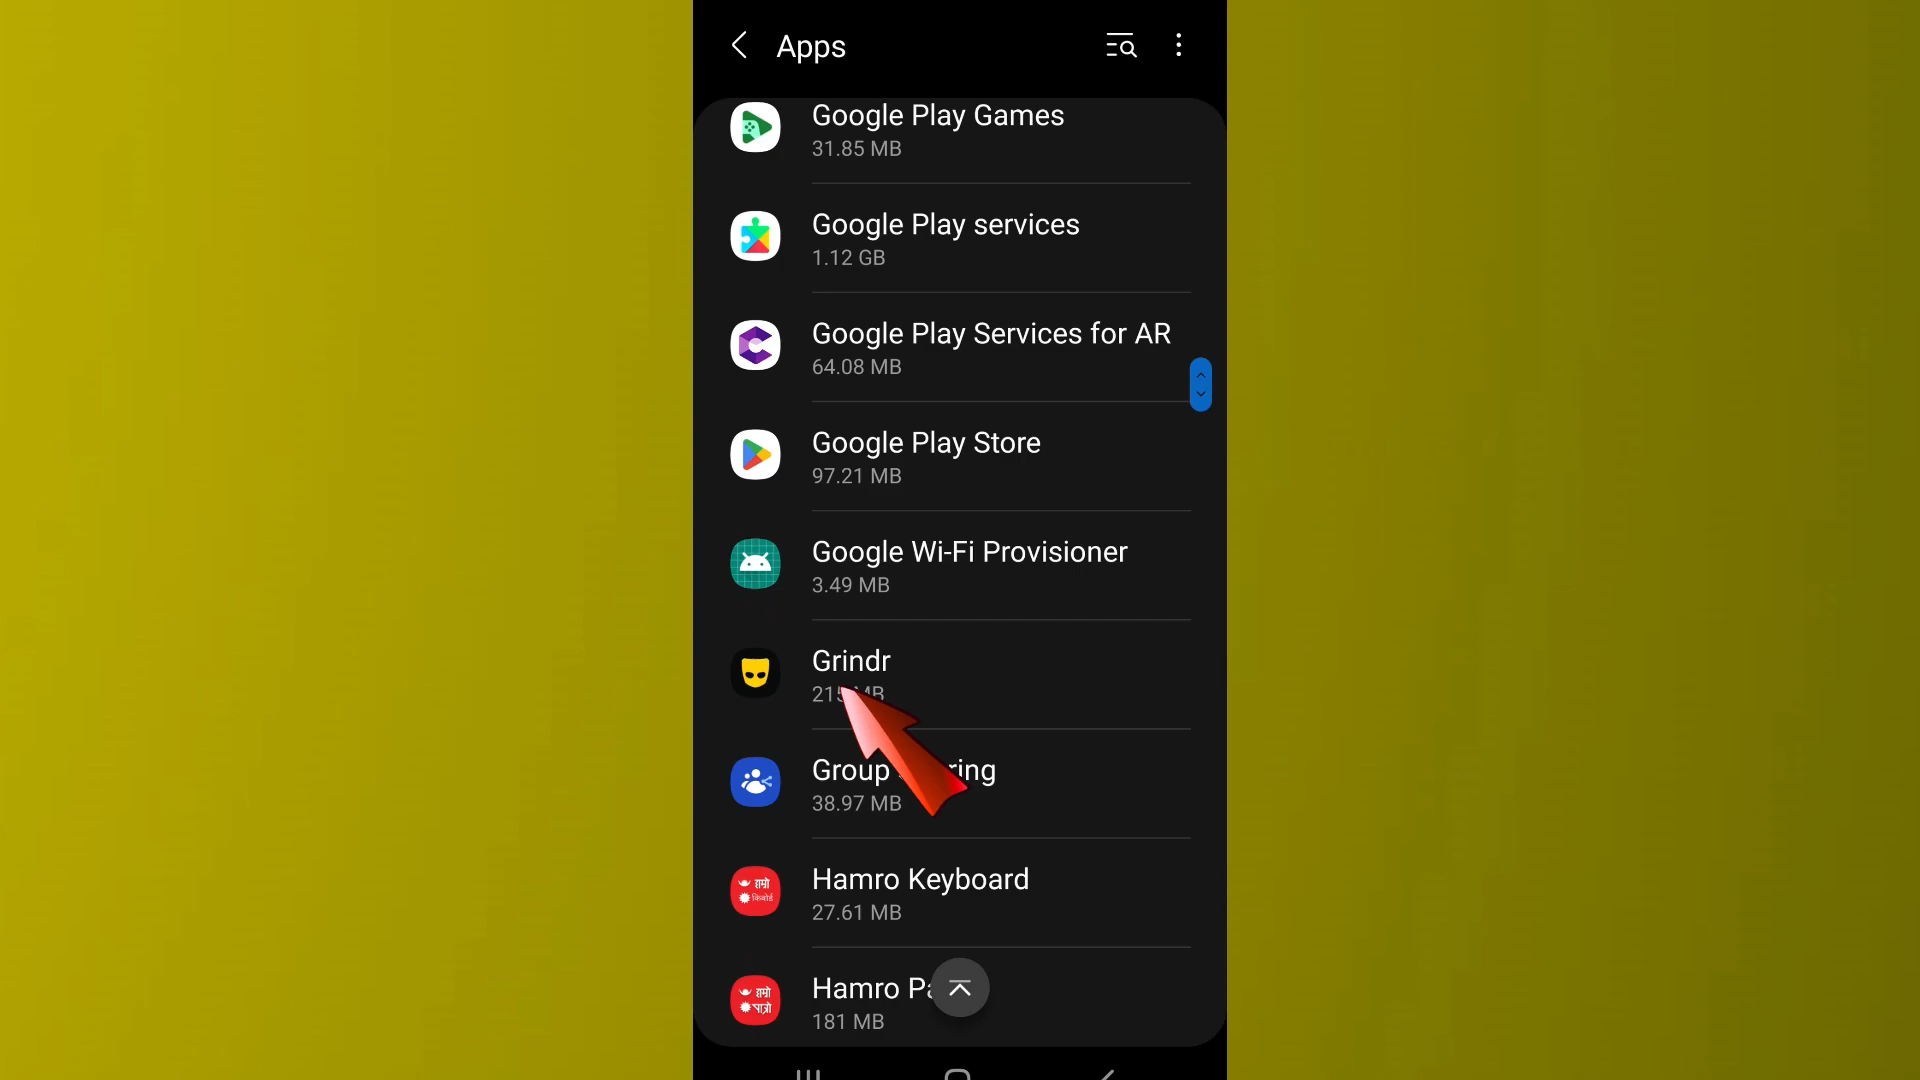 Apps
Google Play Games
31.85 MB
Google Play services
1.12 GB
Google Play Services for AR
64.08 MB
Google Play Store
97.21 MB
Google Wi-Fi Provisioner
3.49 MB
Grindr
MB
Group
38.97 MB
हाम्रो
किबोर्ड
Hamro Keyboard
27.61 MB
हाम्रो
पात्रो
Hamro
181 MB